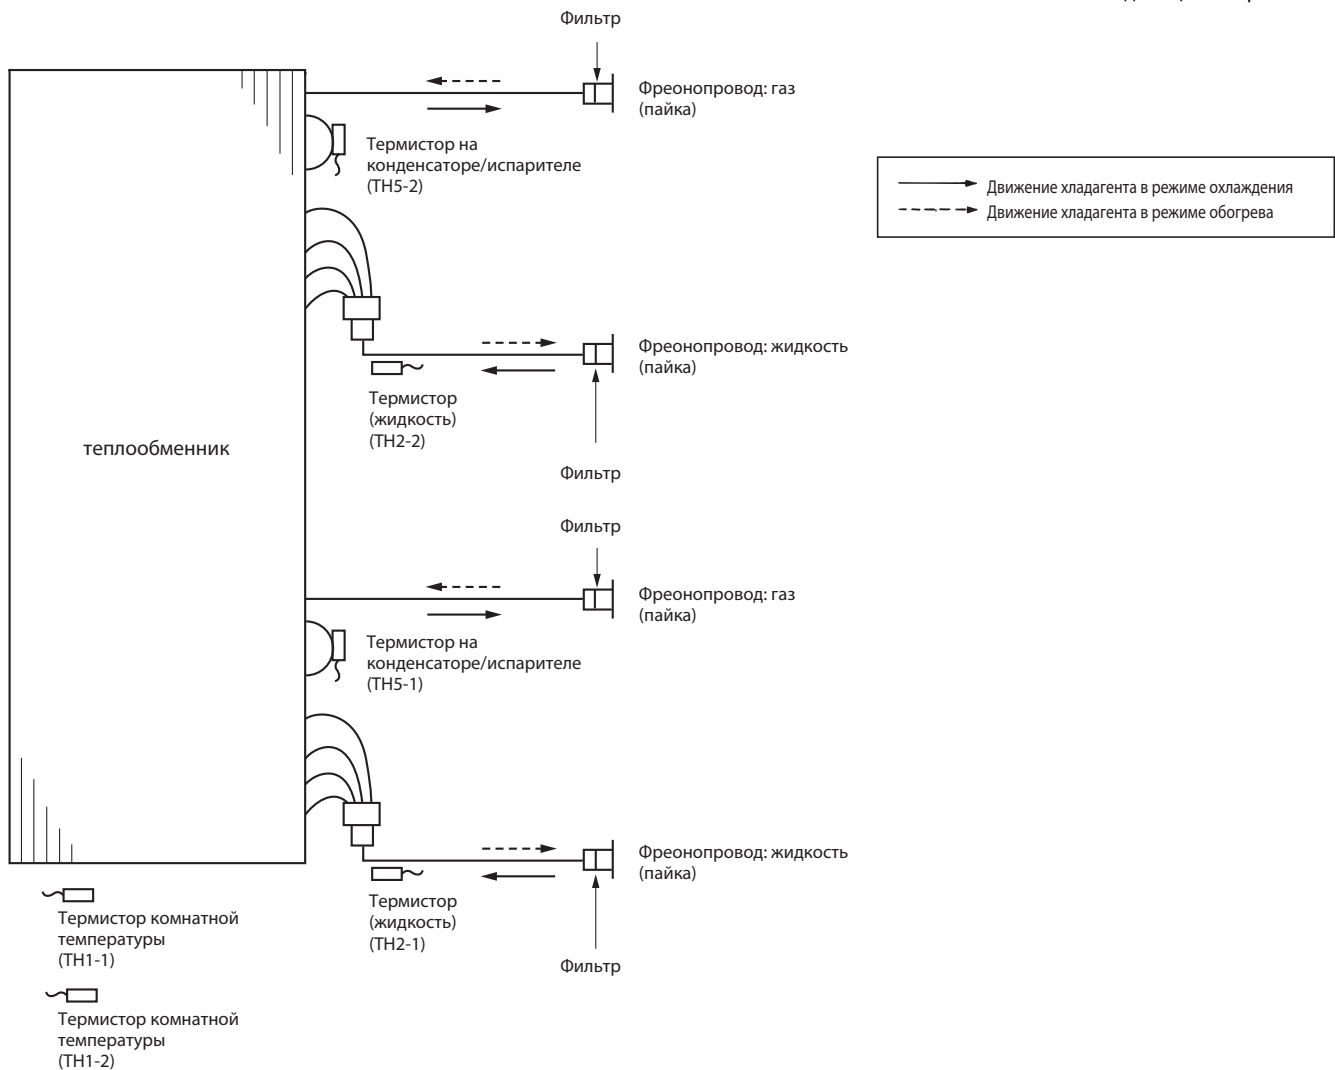 Фильтр
Фреонопровод: газ
(пайка)
Термистор на
конденсаторе/испарителе
(TH5-2)
Движение хладагента в режиме охлаждения
Движение хладагента в режиме обогрева
Фреонопровод: жидкость
(пайка)
Термистор
(жидкость)
(TH2-2)
теплообменник
Фильтр
Фильтр
Фреонопровод: газ
(пайка)
Термистор на
конденсаторе/испарителе
(TH5-1)
Фреонопровод: жидкость
(пайка)
Термистор
(жидкость)
(TH2-1)
Фильтр
Термистор комнатной
температуры
(TH1-1)
Термистор комнатной
температуры
(TH1-2)